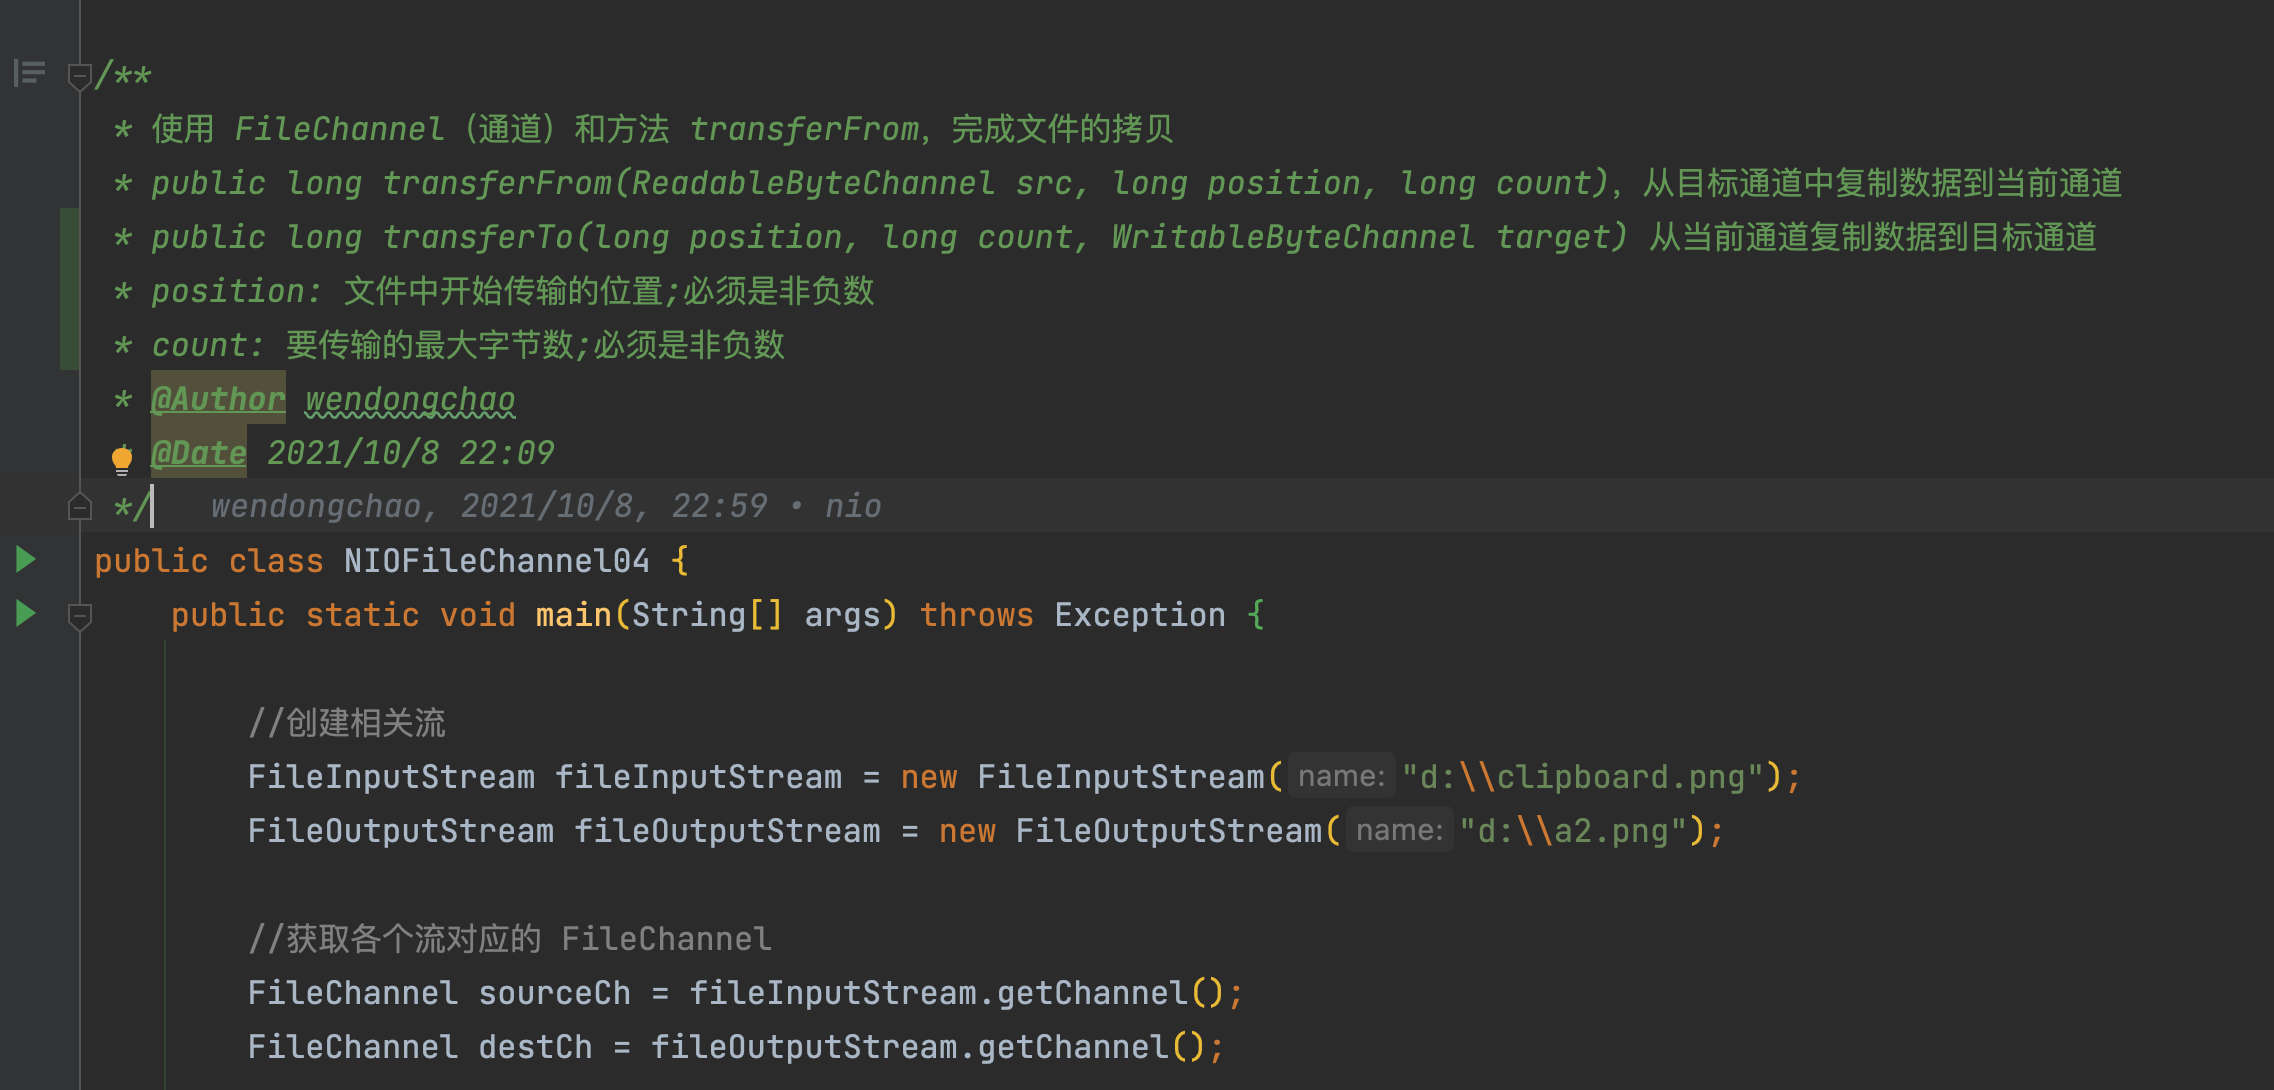 /**
* 使用 FileChannel（通道）和方法 transferFrom，完成文件的拷贝
* public long transferFrom(ReadableByteChannel src, long position, long count)，从目标通道中复制数据到当前通道
* public long transferTo(long position, long count, WritableByteChannel target) 从当前通道复制数据到目标通道
* position: 文件中开始传输的位置;必须是非负数
* count: 要传输的最大字节数;必须是非负数
* @Author wendongchao
@Date 2021/10/8 22:09
*/ wendongchao, 2021/10/8, 22:59 • nio
public class NIOFileChannel04 {
public static void main(String[] args) throws Exception {
//创建相关流
FileInputStream fileInputStream = new FileInputStream( name: "d:\\clipboard.png");
FileOutputStream fileOutputStream = new FileOutputStream( name: "d:\\a2.png");
//获取各个流对应的 FileChannel
FileChannel sourceCh = fileInputStream.getChannel();
FileChannel destCh = fileOutputStream.getChannel();